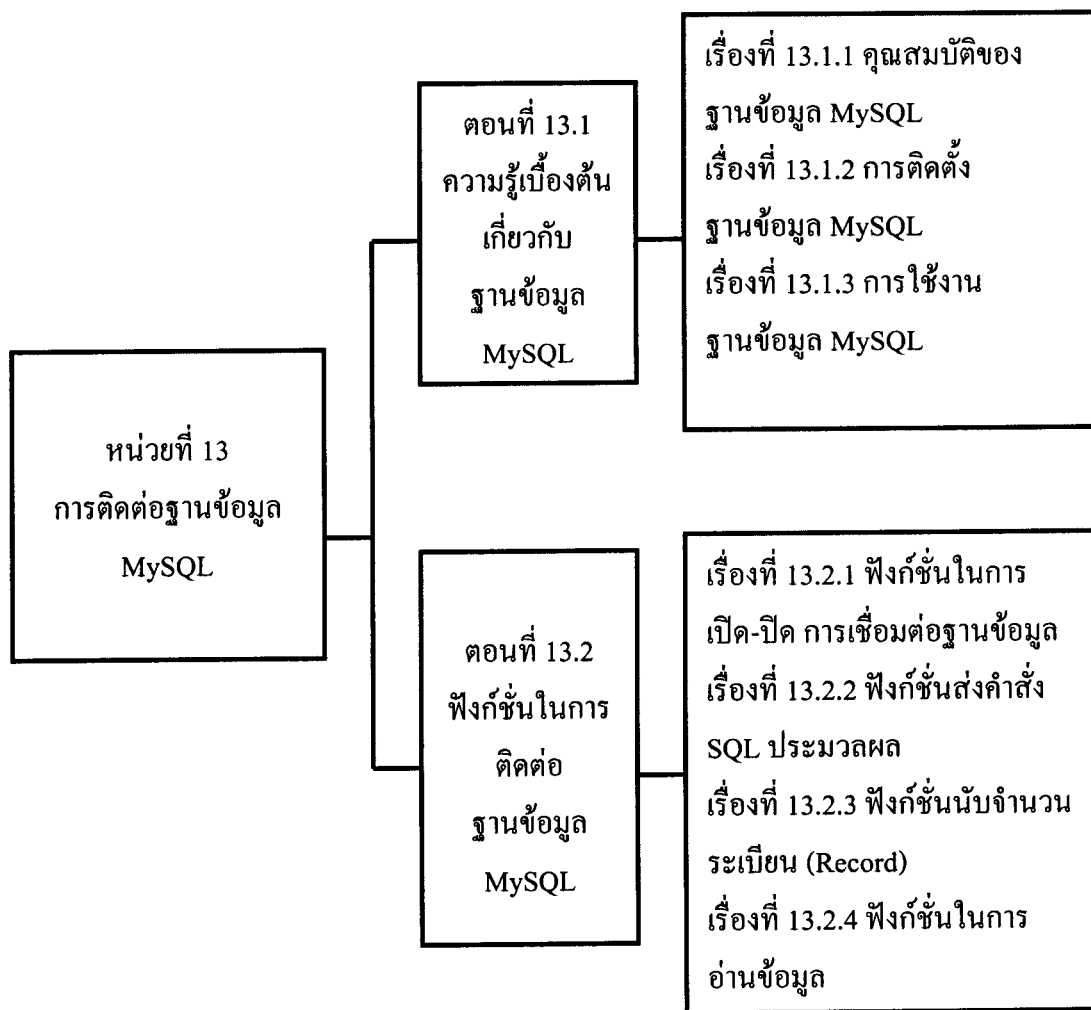 หน่วยที่ 13
การติดต่อฐานข้อมูล
MySQL
ตอนที่ 13.1
ความรู้เบื้องต้น
เกี่ยวกับ
ฐานข้อมูล
MySQL
เรื่องที่ 13.1.1 คุณสมบัติของ
ฐานข้อมูล MySQL
เรื่องที่ 13.1.2 การติดตั้ง
ฐานข้อมูล MySQL
เรื่องที่ 13.1.3 การใช้งาน
ฐานข้อมูล MySQL
ตอนที่ 13.2
ฟังก์ชั่นในการ
ติดต่อ
ฐานข้อมูล
MySQL
เรื่องที่ 13.2.1 ฟังก์ชั่นในการ
เปิด-ปิด การเชื่อมต่อฐานข้อมูล
เรื่องที่ 13.2.2 ฟังก์ชั่นส่งคำสั่ง
SQL ประมวลผล
เรื่องที่ 13.2.3 ฟังก์ชั่นนับจำนวน
ระเบียน (Record)
เรื่องที่ 13.2.4 ฟังก์ชั่นในการ
อ่านข้อมูล